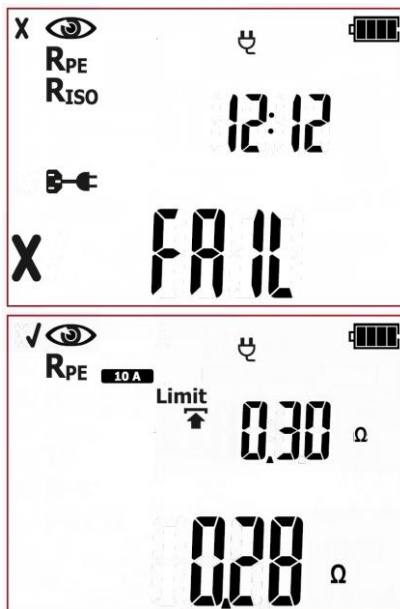 X
RPE
RISO
12:12
X FAIL
✓
RPE 10 A
Limit
0.30 Ω
0.28 Ω